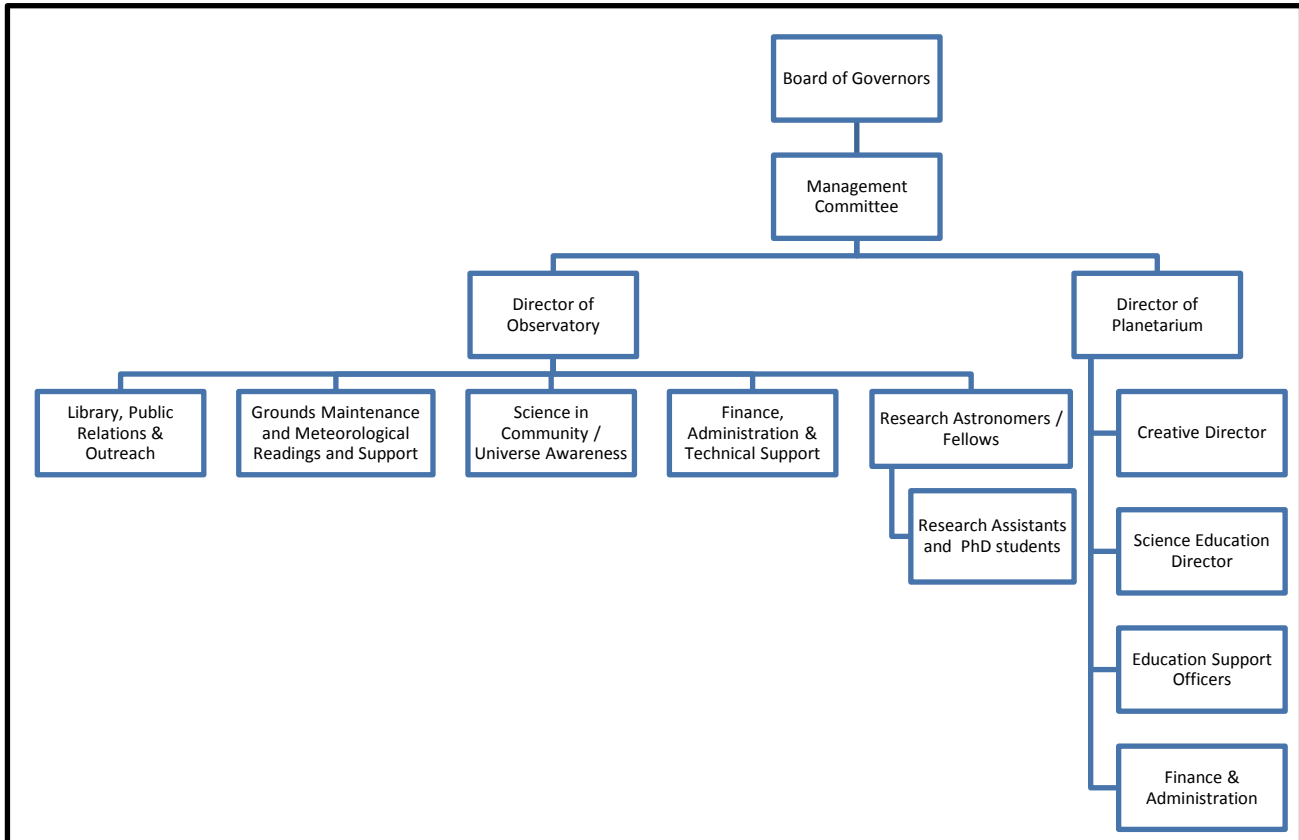 Board of Governors
Management
Committee
Director of
Observatory
Director of
Planetarium
Library, Public
Relations &
Outreach
Grounds Maintenance
and Meteorological
Readings and Support
Science in
Community /
Universe Awareness
Finance,
Administration &
Technical Support
Research Astronomers /
Fellows
Research Assistants
and PhD students
Creative Director
Science Education
Director
Education Support
Officers
Finance &
Administration